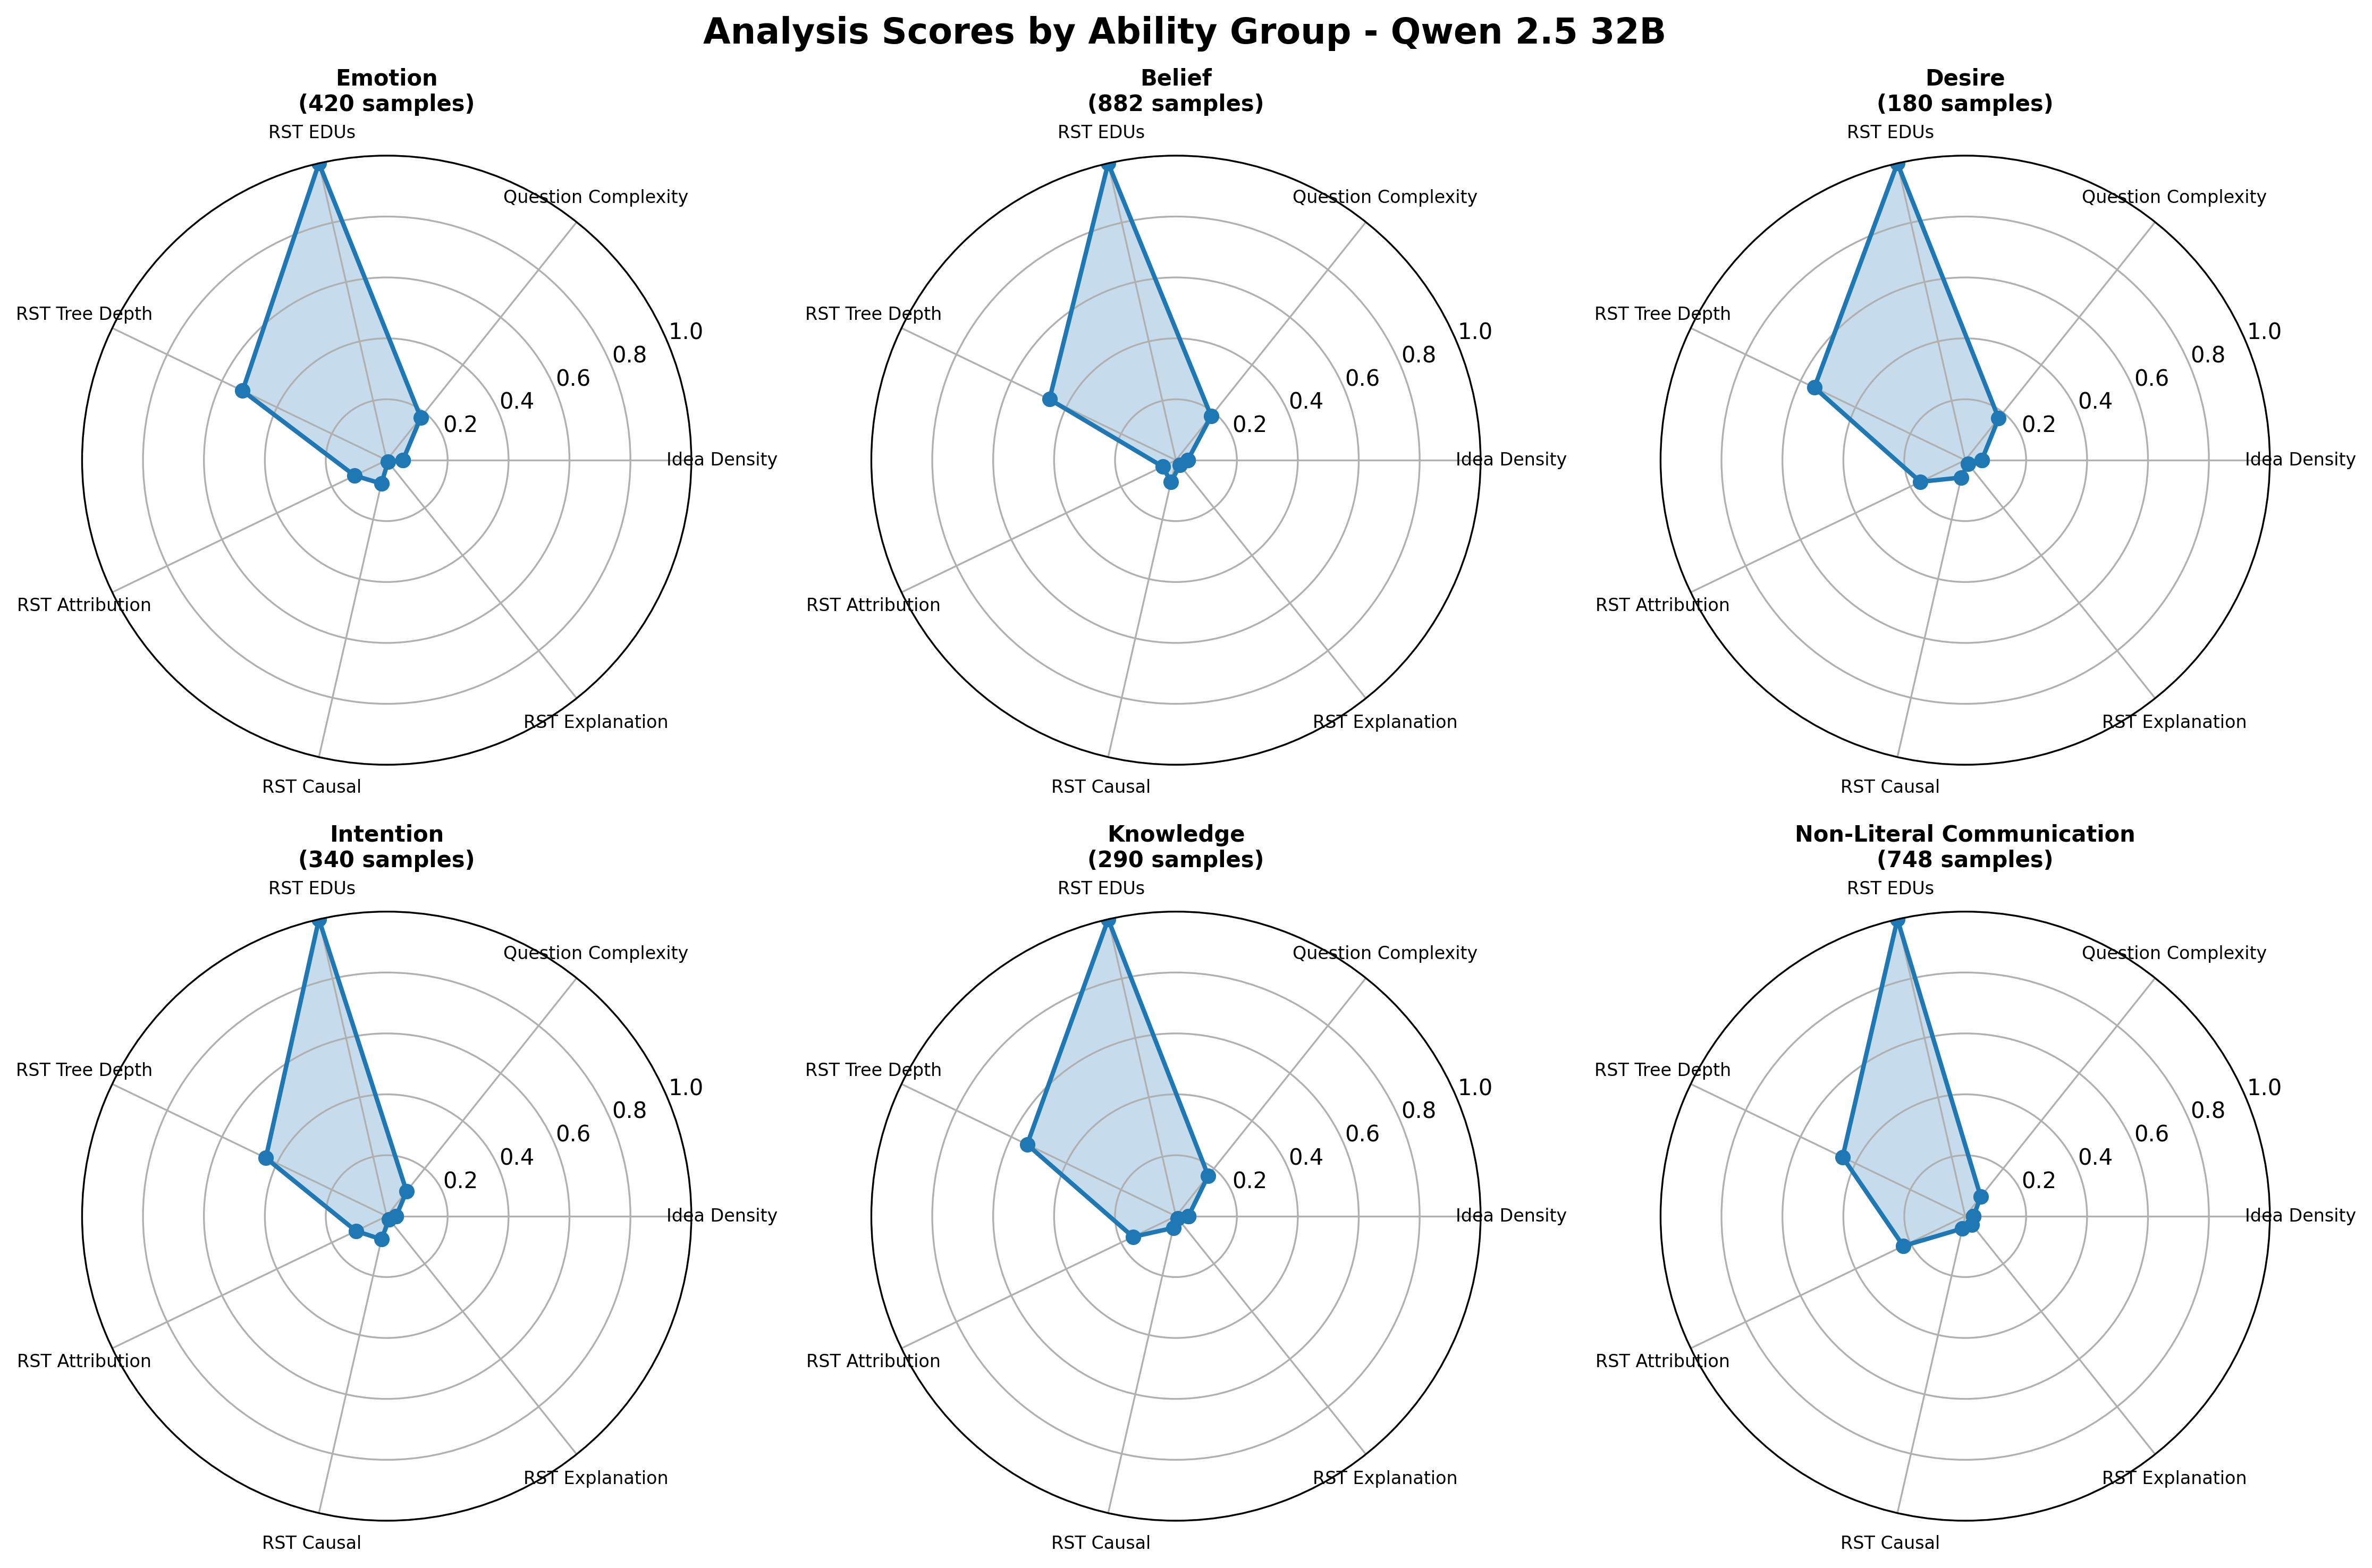 Analysis Scores by Ability Group - Qwen 2.5 32B
Emotion
(420 samples)
RST EDUs
Question Complexity
RST Tree Depth
1.0
0.8
0.6
0.4
0.2
Idea Density
RST Attribution
RST Explanation
RST Causal
Belief
(882 samples)
RST EDUs
Question Complexity
RST Tree Depth
1.0
0.8
0.6
0.4
0.2
Idea Density
RST Attribution
RST Explanation
RST Causal
Desire
(180 samples)
RST EDUs
Question Complexity
RST Tree Depth
1.0
0.8
0.6
0.4
0.2
Idea Density
RST Attribution
RST Explanation
RST Causal
Intention
(340 samples)
RST EDUs
Question Complexity
RST Tree Depth
1.0
0.8
0.6
0.4
0.2
Idea Density
RST Attribution
RST Explanation
RST Causal
Knowledge
(290 samples)
RST EDUs
Question Complexity
RST Tree Depth
1.0
0.8
0.6
0.4
0.2
Idea Density
RST Attribution
RST Explanation
RST Causal
Non-Literal Communication
(748 samples)
RST EDUs
Question Complexity
RST Tree Depth
1.0
0.8
0.6
0.4
0.2
Idea Density
RST Attribution
RST Explanation
RST Causal